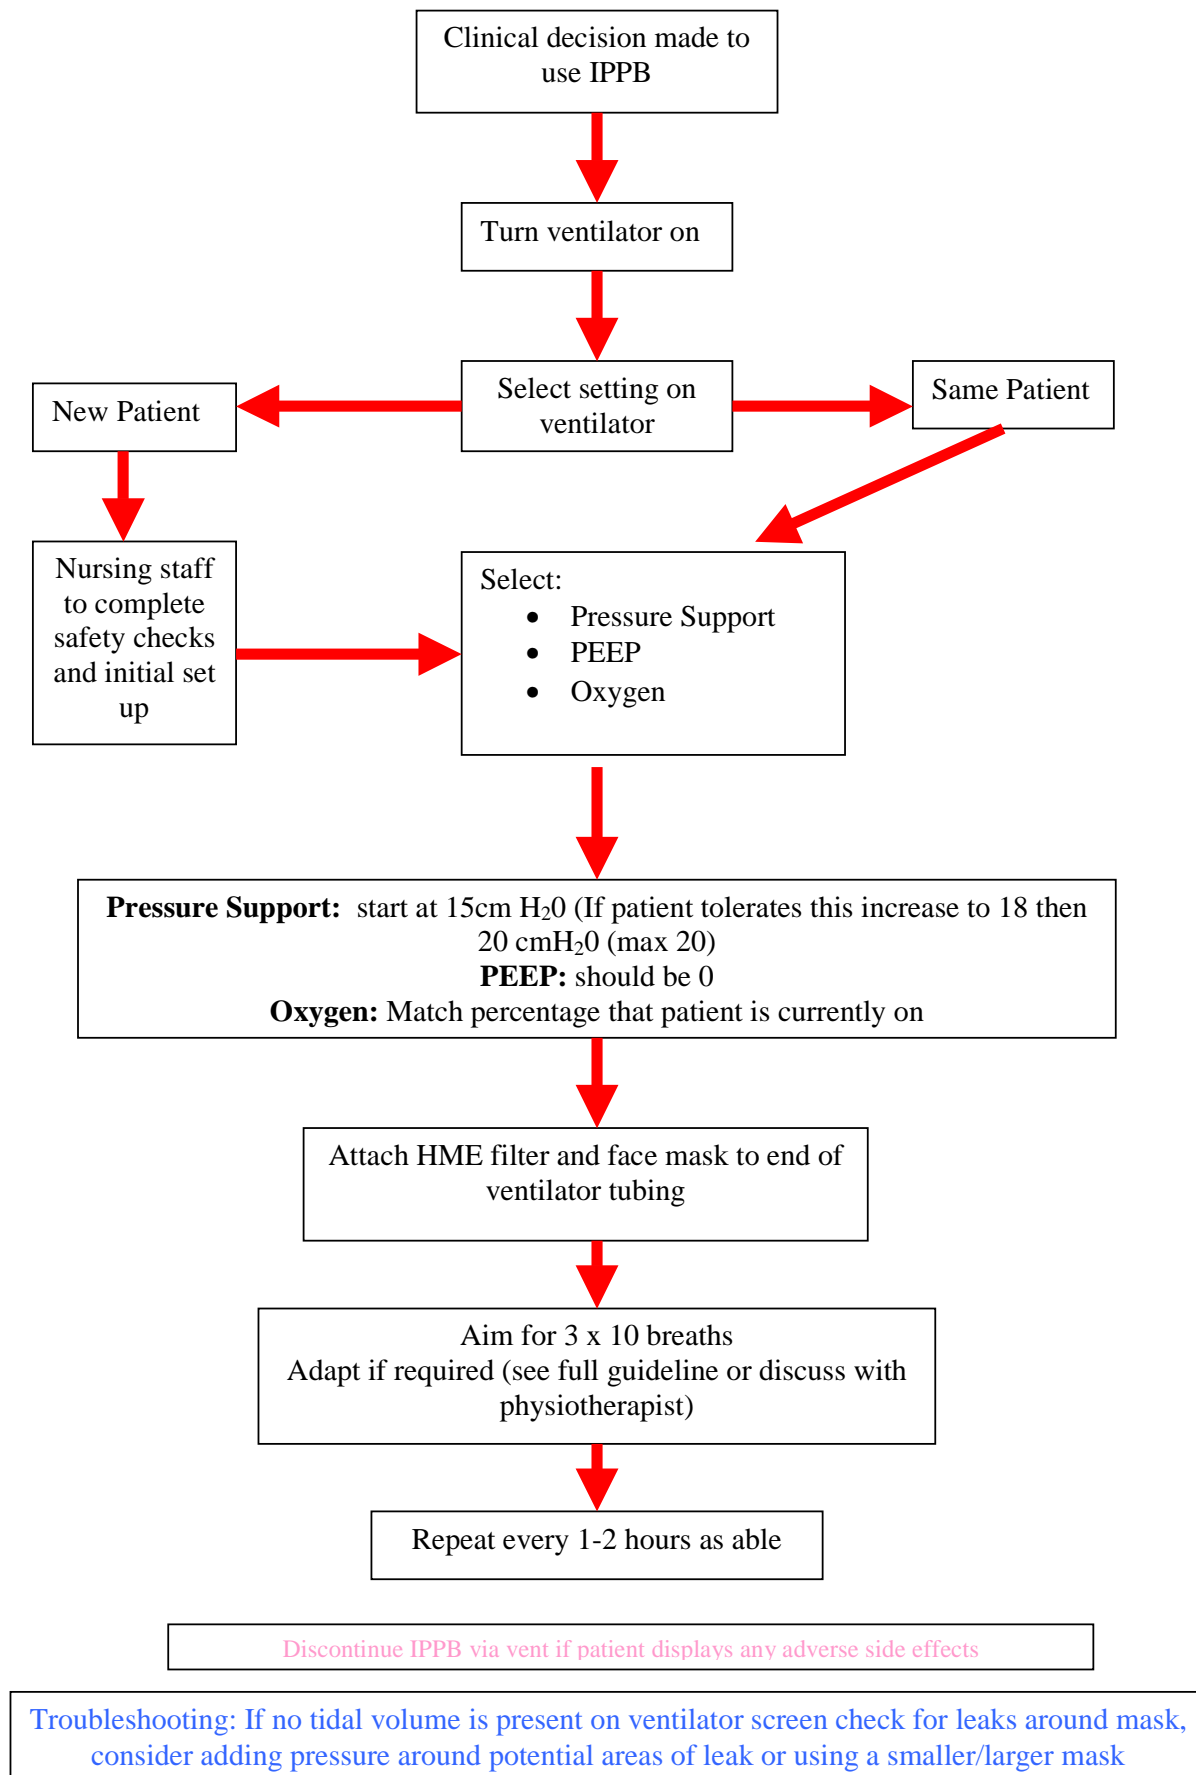 Clinical decision made to
use IPPB
Turn ventilator on
Select setting on
ventilator
New Patient
Same Patient
Nursing staff
to complete
safety checks
and initial set
up
Select:
• Pressure Support
• PEEP
• Oxygen
Pressure Support: start at 15cm H₂0 (If patient tolerates this increase to 18 then
20 cmH₂0 (max 20)
PEEP: should be 0
Oxygen: Match percentage that patient is currently on
Attach HME filter and face mask to end of
ventilator tubing
Aim for 3 x 10 breaths
Adapt if required (see full guideline or discuss with
physiotherapist)
Repeat every 1-2 hours as able
Discontinue IPPB via vent if patient displays any adverse side effects
Troubleshooting: If no tidal volume is present on ventilator screen check for leaks around mask,
consider adding pressure around potential areas of leak or using a smaller/larger mask